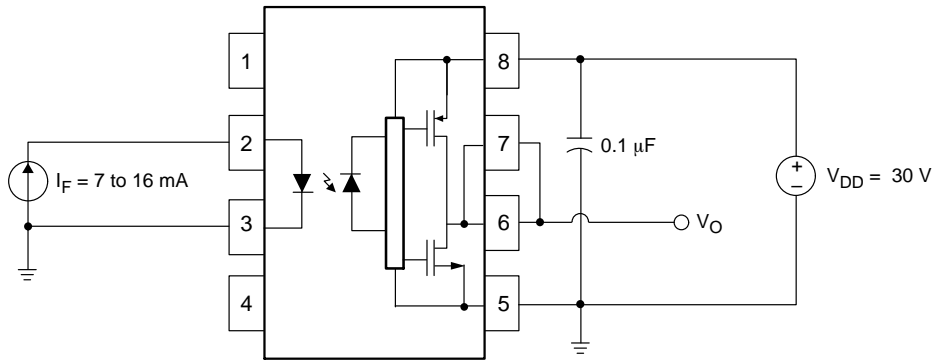 1
8
2
7
0.1 μF
+
–
V_DD = 30 V
I_F = 7 to 16 mA
3
6
V_O
4
5